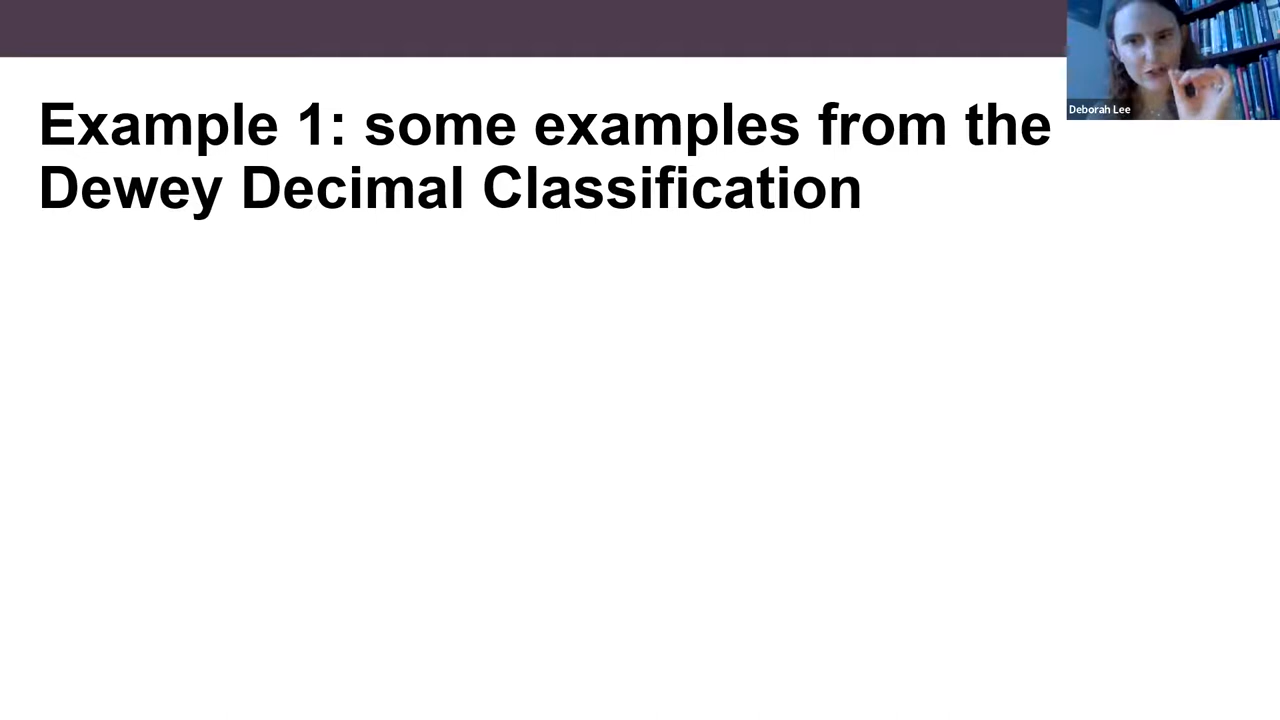 Example 1: some examples from the
Dewey Decimal Classification
Deborah Lee